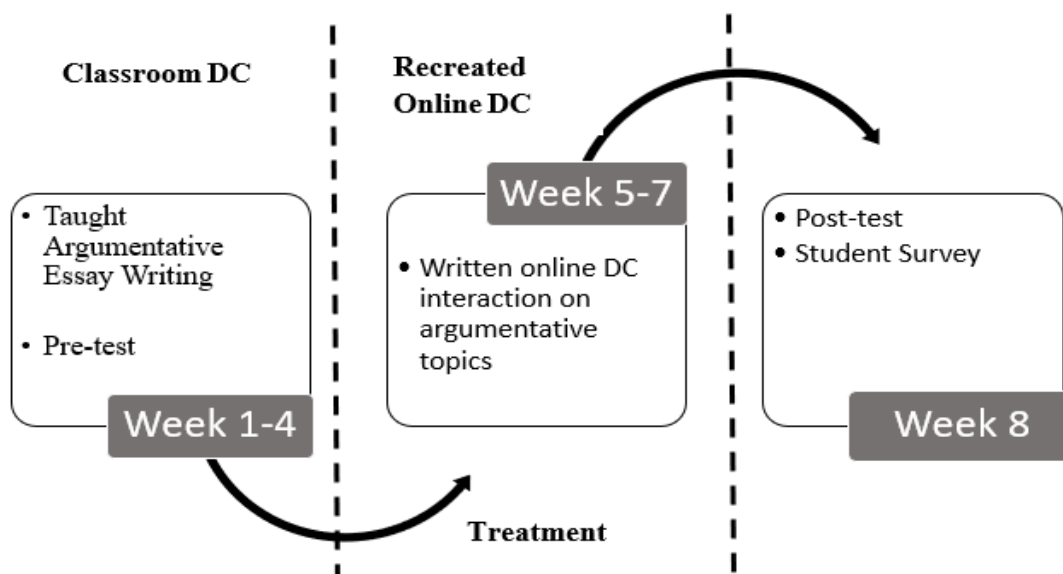 Classroom DC
• Taught
Argumentative
Essay Writing
• Pre-test
Week 1-4
Recreated
Online DC
Week 5-7
• Written online DC
interaction on
argumentative
topics
Treatment
• Post-test
• Student Survey
Week 8